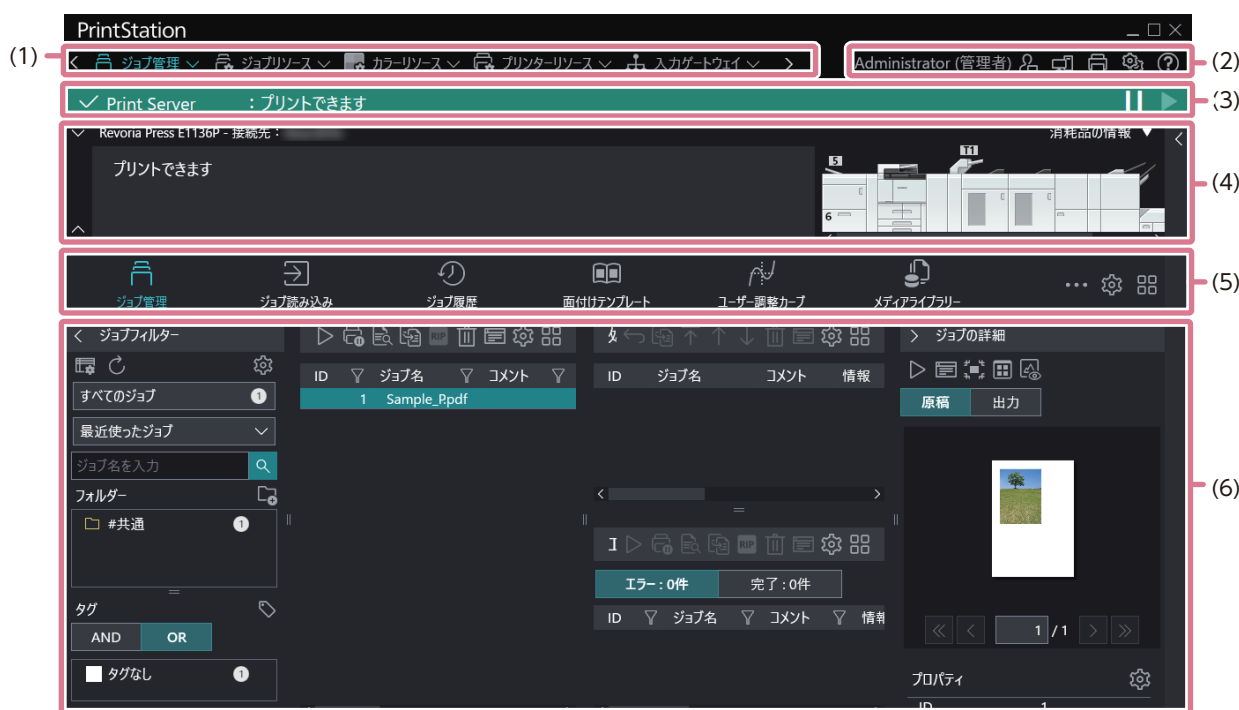 PrintStation
(1)
ジョブ管理 ジョブリソース カラーリソース プリンターリソース 入力ゲートウェイ
Administrator (管理者)
(2)
Print Server : プリントできます
(3)
Revoria Press E1136P - 接続先 :
消耗品の情報 ▼
プリントできます
5
T1
6
(4)
ジョブ管理 ジョブ読み込み ジョブ履歴 面付けテンプレート ユーザー調整カーブ メディアライブラリー
(5)
ジョブフィルター
RIP
ジョブの詳細
すべてのジョブ 1
最近使ったジョブ
ジョブ名を入力
フォルダー
#共通 1
タグ
AND OR
タグなし 1
ID ジョブ名 コメント
1 Sample_P.pdf
ID ジョブ名 コメント 情報
RIP
エラー : 0件 完了 : 0件
ID ジョブ名 コメント 情報
原稿 出力
1 / 1
プロパティ
ID 1
(6)